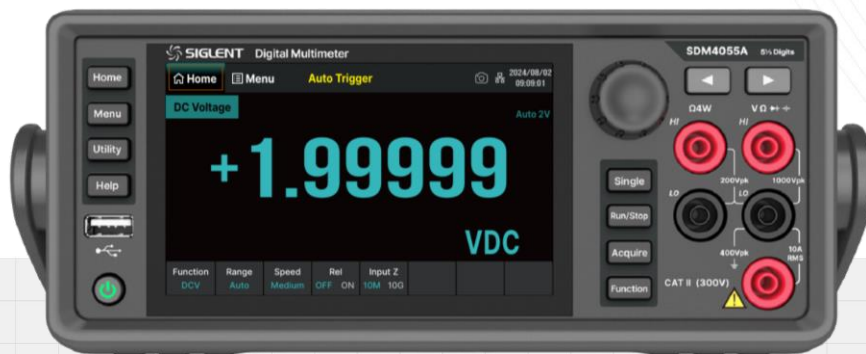 SIGLENT Digital Multimeter
SDM4055A 5½ Digits
Home
Menu
Utility
Help
Home Menu Auto Trigger 2024/08/02
09:09:01
DC Voltage Auto 2V
+1.99999
VDC
Function Range Speed Rel Input Z
DCV Auto Medium OFF ON 10M 10G
Single
Run/Stop
Acquire
Function
Ω4W VΩ
HI HI
200Vpk 1000Vpk
LO LO
400Vpk 10A
RMS
CAT II (300V)